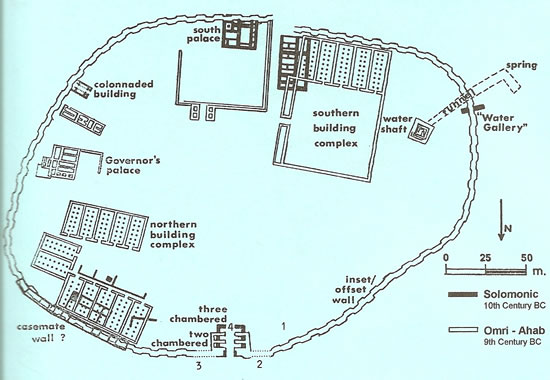 south
palace
spring
colonnaded
building
southern
building
complex
water
shaft
"Water
Gallery"
Governor's
palace
northern
building
complex
N
0 25 50
m.
inset/
offset
wall
Solomonic
10th Century BC
three
chambered
casemate
wall ?
two
chambered
4
1
3
2
Omri - Ahab
9th Century BC